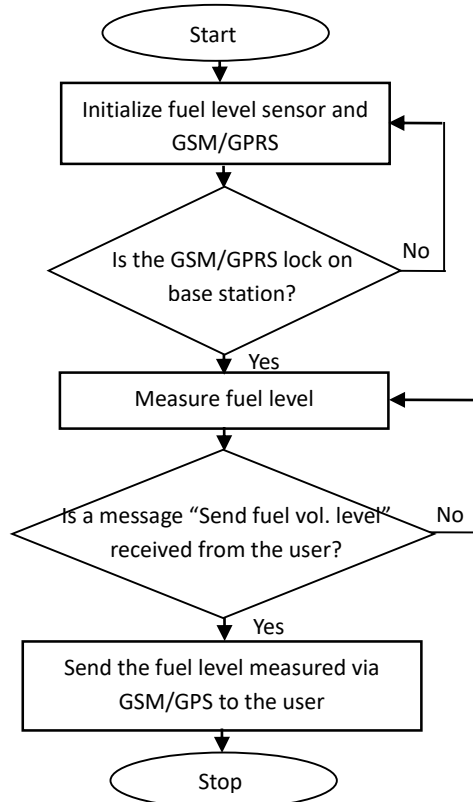 Start
Initialize fuel level sensor and
GSM/GPRS
No
Is the GSM/GPRS lock on
base station?
Yes
Measure fuel level
Is a message “Send fuel vol. level”
No
received from the user?
Yes
Send the fuel level measured via
GSM/GPS to the user
Stop